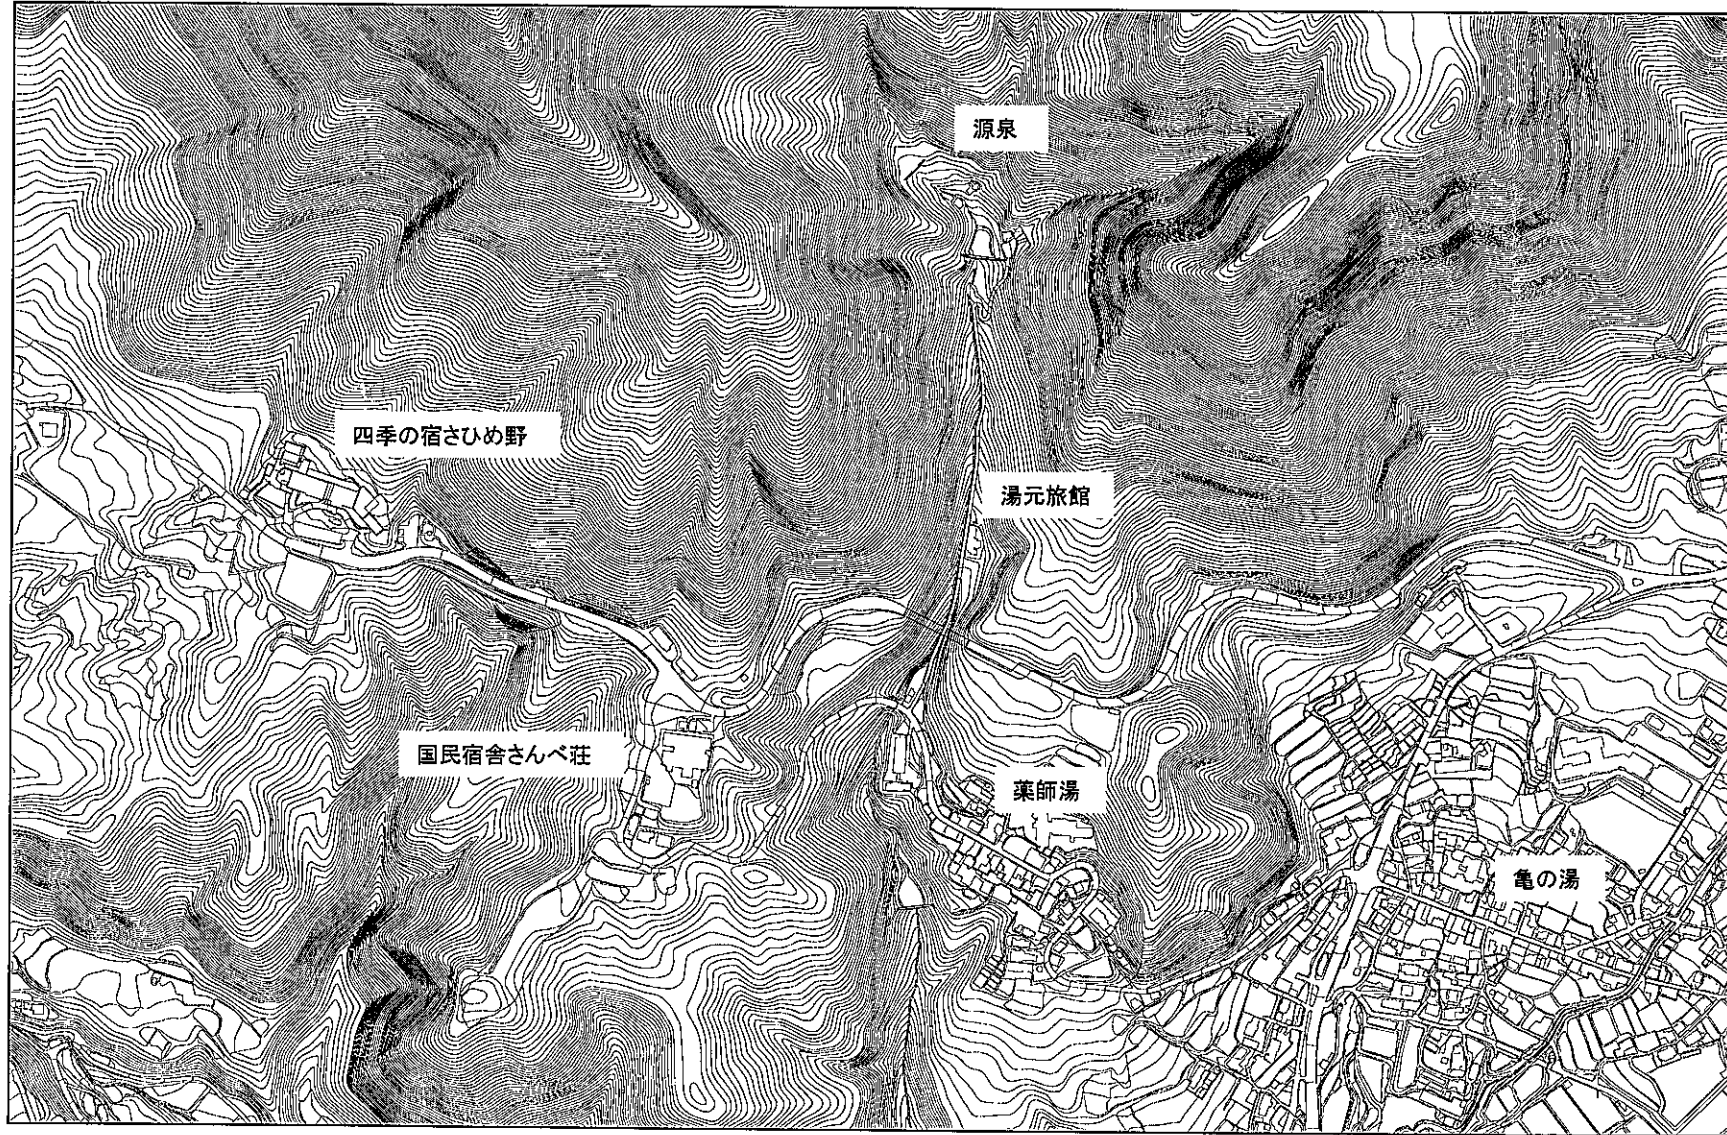 源泉
四季の宿さひめ野
湯元旅館
国民宿舎さんべ荘
薬師湯
亀の湯